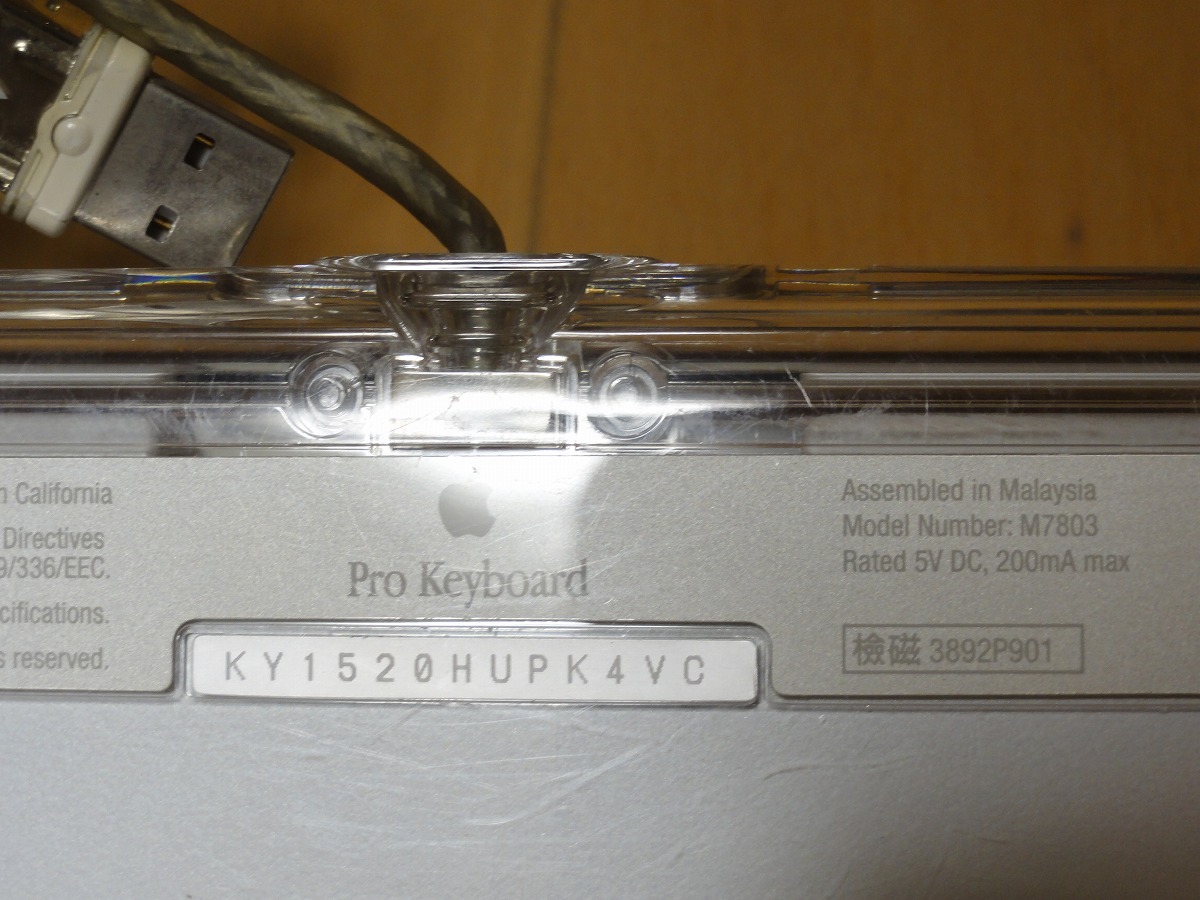 n California
Directives
9/336/EEC.
cifications.
s reserved.
Pro Keyboard
KY1520HUPK4VC
Assembled in Malaysia
Model Number: M7803
Rated 5V DC, 200mA max
檢磁 3892P901